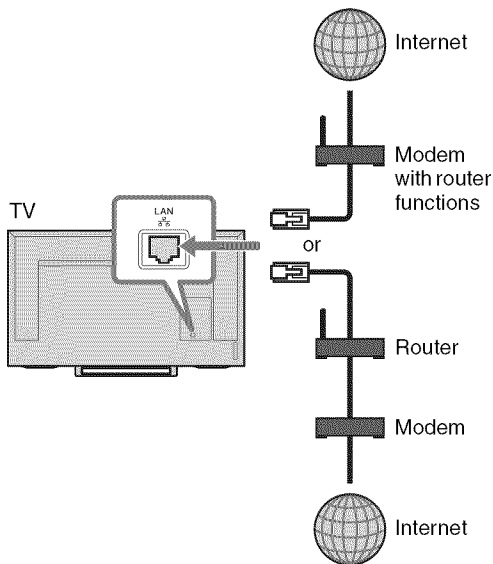 Internet
Modem
with router
functions
TV
LAN
or
Router
Modem
Internet